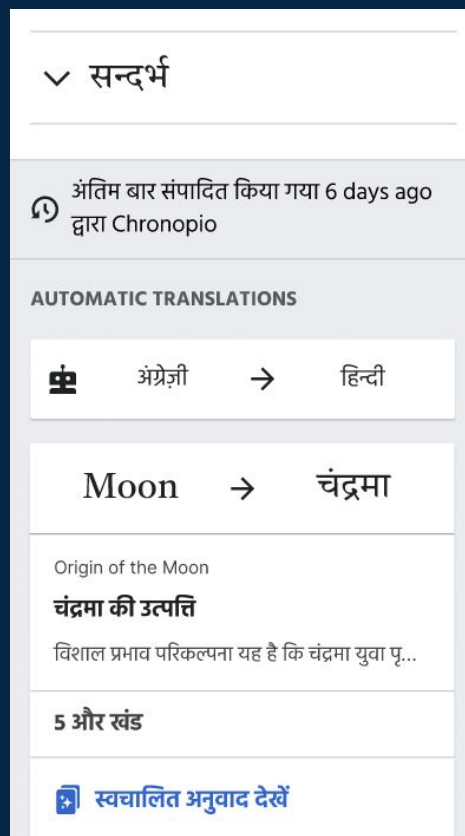 सन्दर्भ
अंतिम बार संपादित किया गया 6 days ago
द्वारा Chronopio
AUTOMATIC TRANSLATIONS
अंग्रेज़ी → हिन्दी
Moon → चंद्रमा
Origin of the Moon
चंद्रमा की उत्पत्ति
विशाल प्रभाव परिकल्पना यह है कि चंद्रमा युवा पृ...
5 और खंड
स्वचालित अनुवाद देखें